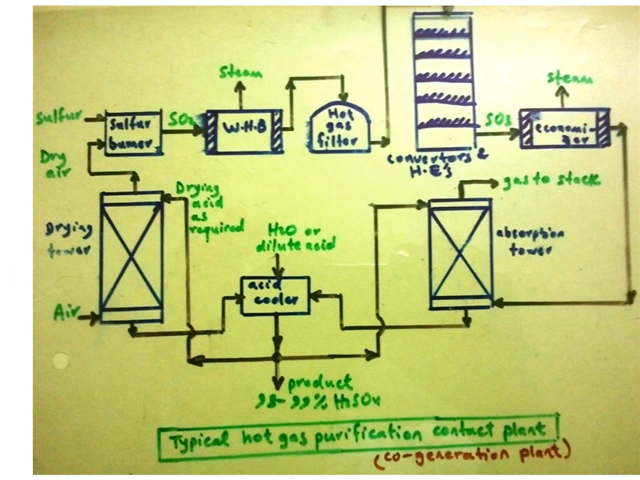 steam
steam
Sulfur
Sulfur
burner
SO₂
W.H.B
Hot
gas
filter
SO₃
economi-
zer
convertors &
H.E's
Dry
air
Drying
acid
as
required
gas to stack
Drying
tower
H₂O or
dilute acid
absorption
tower
acid
cooler
Air
product
98-99% H₂SO₄
Typical hot gas purification contact plant
(co-generation plant)